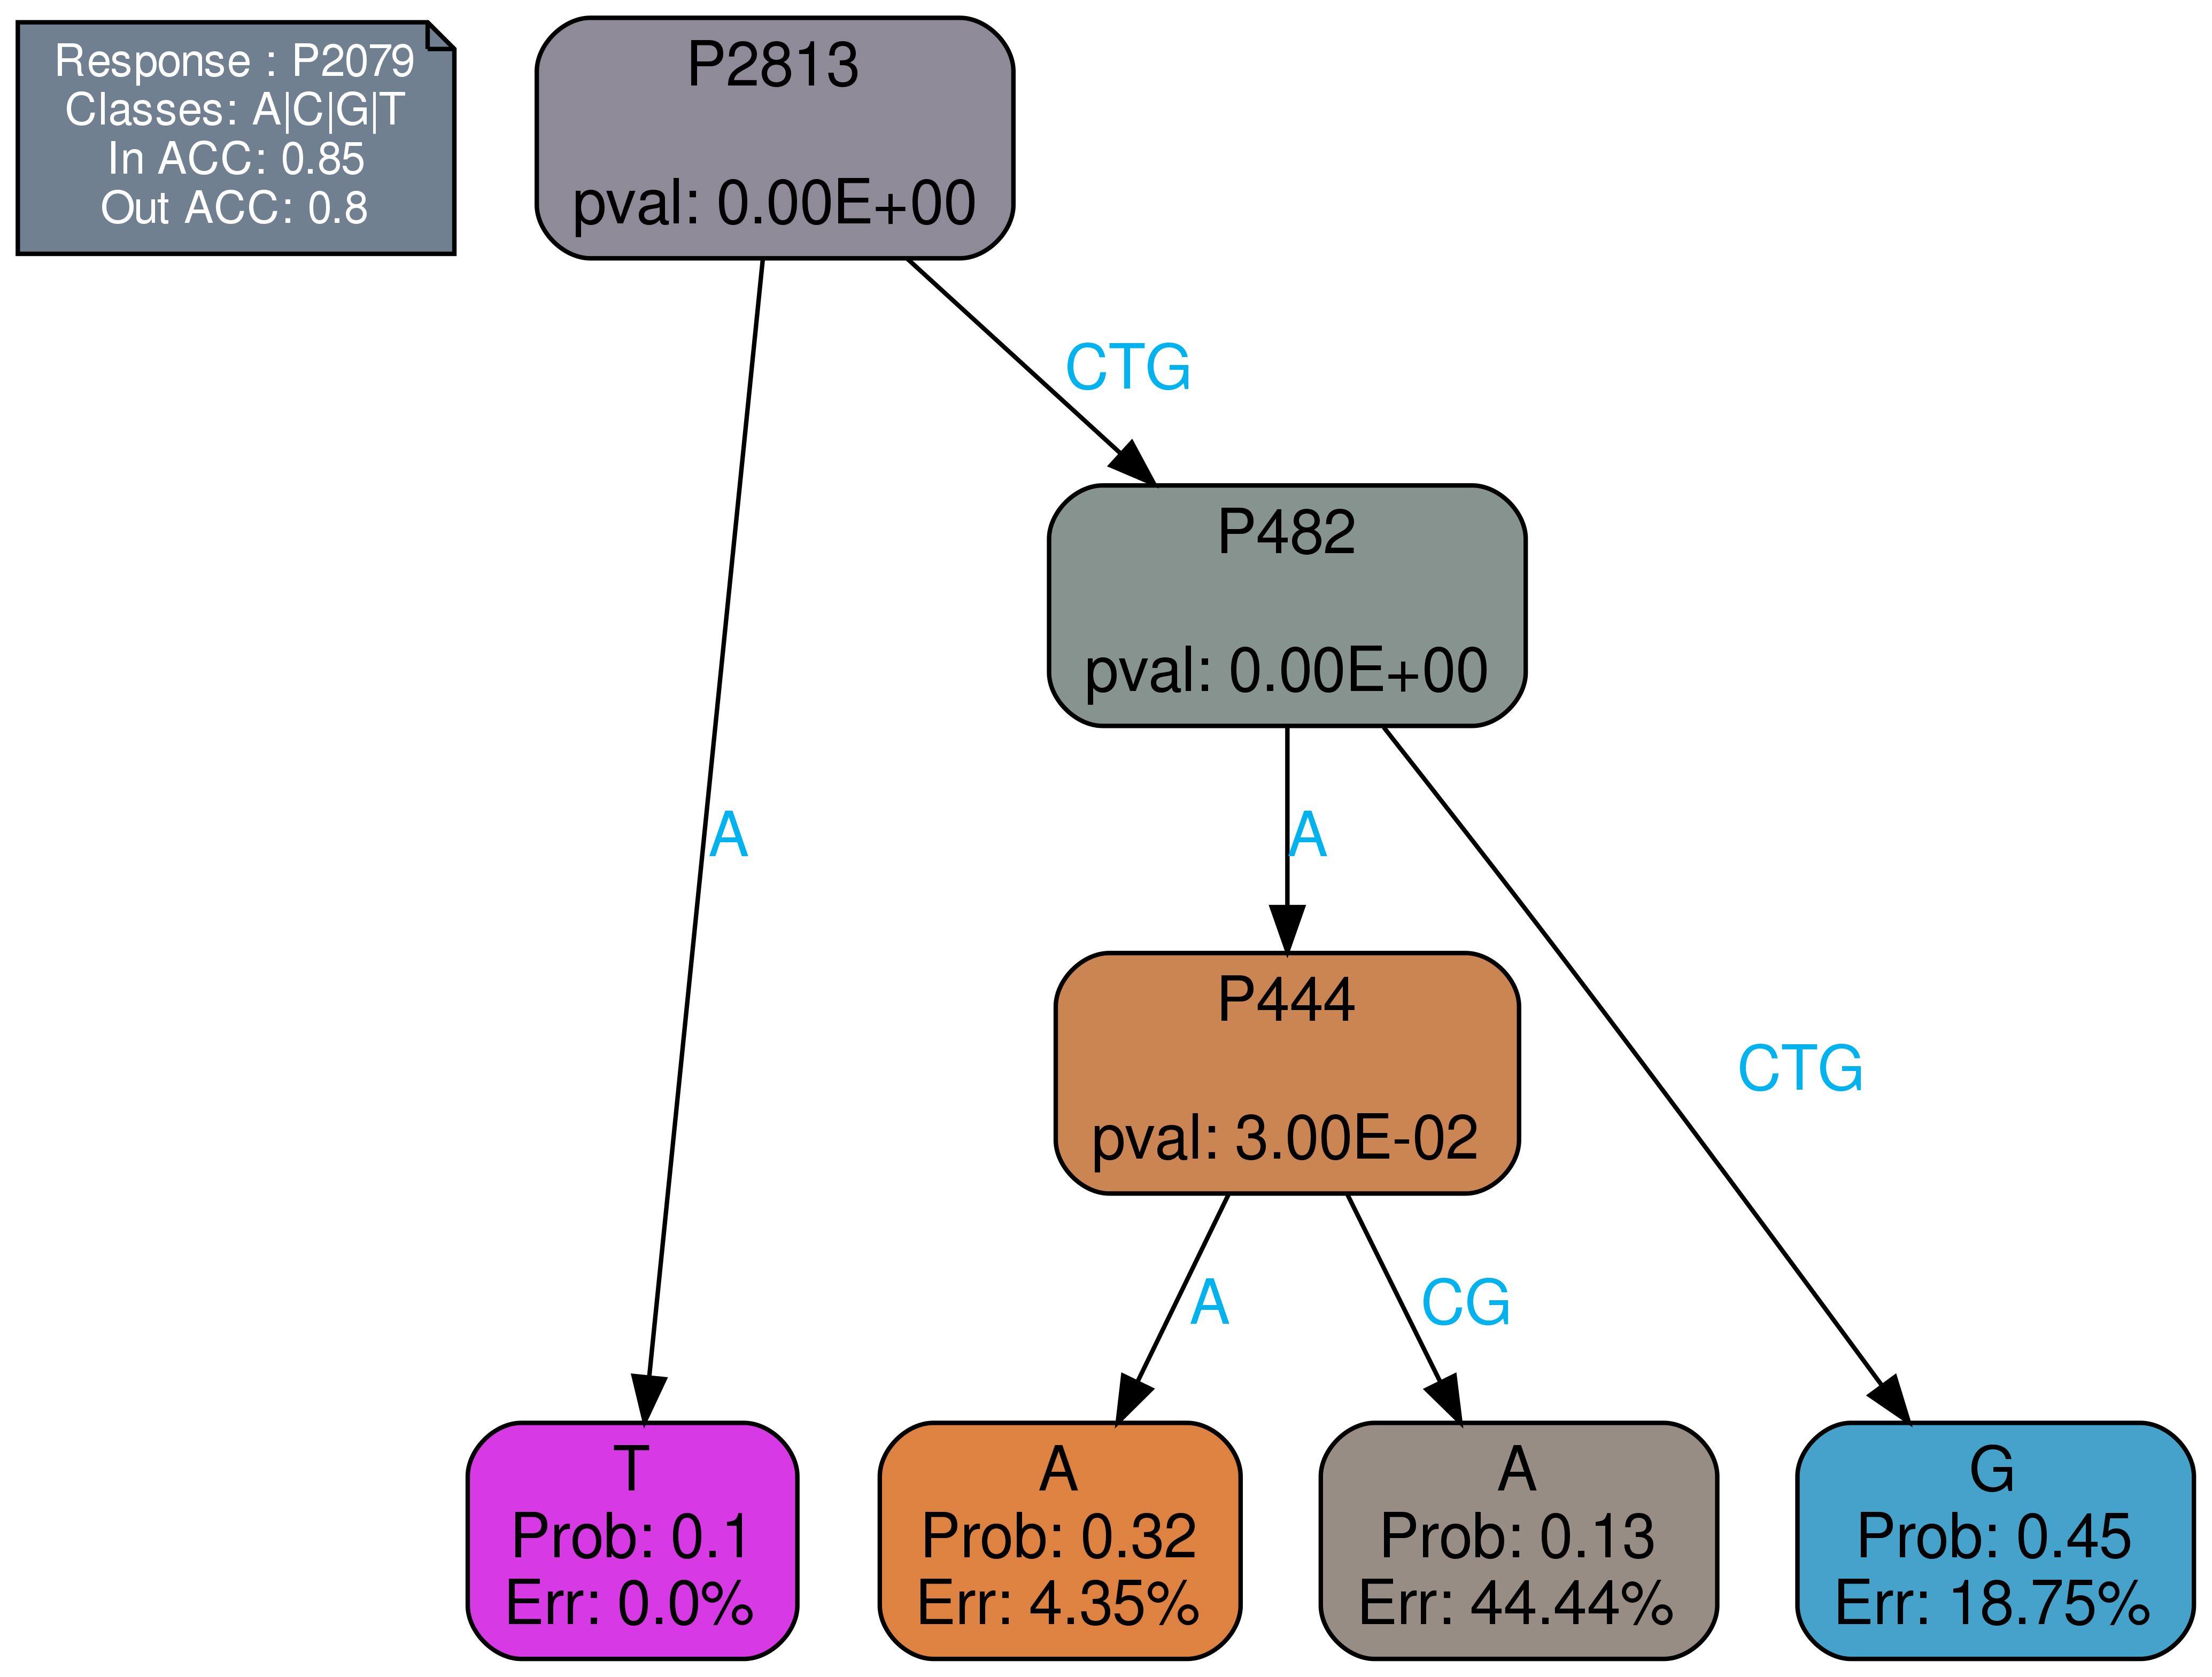 Response : P2079
Classes: A|C|G|T
In ACC: 0.85
Out ACC: 0.8
P2813
pval: 0.00E+00
CTG
P482
pval: 0.00E+00
A
A
CTG
P444
pval: 3.00E-02
A
CG
T
Prob: 0.1
Err: 0.0%
A
Prob: 0.32
Err: 4.35%
A
Prob: 0.13
Err: 44.44%
G
Prob: 0.45
Err: 18.75%